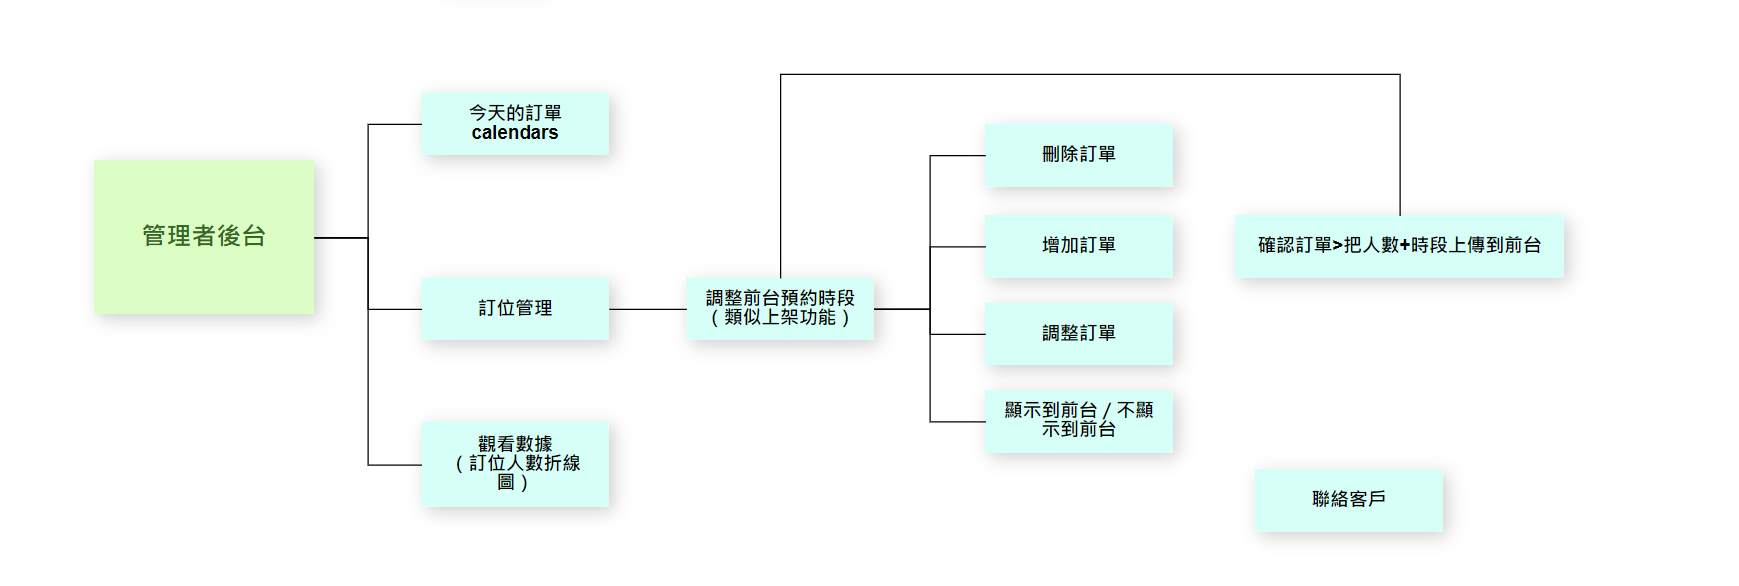 管理者後台
今天的訂單
calendars
訂位管理
觀看數據
（訂位人數折線
圖）
調整前台預約時段
（類似上架功能）
刪除訂單
增加訂單
調整訂單
顯示到前台／不顯
示到前台
確認訂單>把人數+時段上傳到前台
聯絡客戶